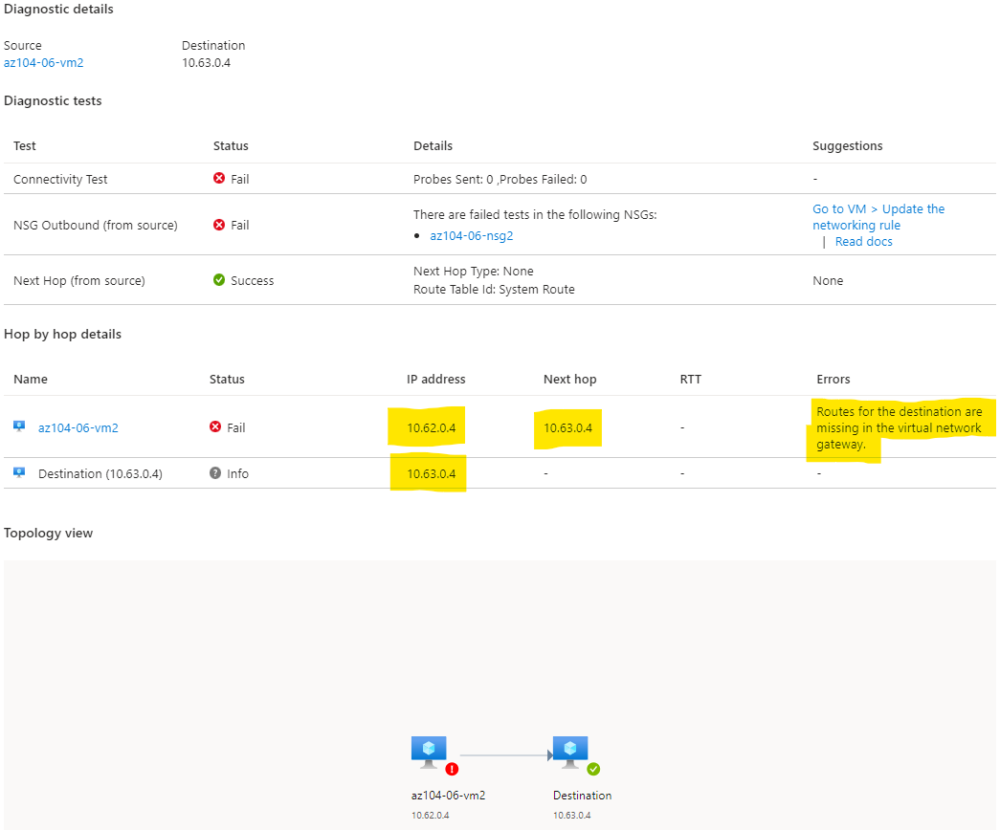 Diagnostic details
Source Destination
az104-06-vm2 10.63.0.4
Diagnostic tests
Test Status Details Suggestions
Connectivity Test Fail Probes Sent: 0 ,Probes Failed: 0 -
NSG Outbound (from source) Fail There are failed tests in the following NSGs:
• az104-06-nsg2
Go to VM > Update the
networking rule
| Read docs
Next Hop (from source) Success Next Hop Type: None
Route Table Id: System Route
None
Hop by hop details
Name Status IP address Next hop RTT Errors
az104-06-vm2 Fail 10.62.0.4 10.63.0.4 - Routes for the destination are
missing in the virtual network
gateway.
Destination (10.63.0.4) Info 10.63.0.4 - - -
Topology view
az104-06-vm2 Destination
10.62.0.4 10.63.0.4